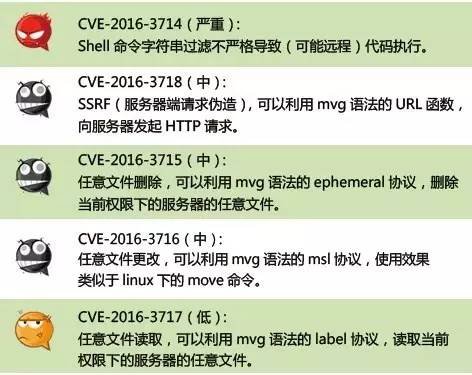 CVE-2016-3714（严重）：
Shell 命令字符串过滤不严格导致（可能远程）代码执行。
CVE-2016-3718（中）：
SSRF（服务器端请求伪造），可以利用 mvg 语法的 URL 函数，
向服务器发起 HTTP 请求。
CVE-2016-3715（中）：
任意文件删除，可以利用 mvg 语法的 ephemeral 协议，删除
当前权限下的服务器的任意文件。
CVE-2016-3716（中）：
任意文件更改，可以利用 mvg 语法的 msl 协议，使用效果
类似于 linux 下的 move 命令。
CVE-2016-3717（低）：
任意文件读取，可以利用 mvg 语法的 label 协议，读取当前
权限下的服务器的任意文件。